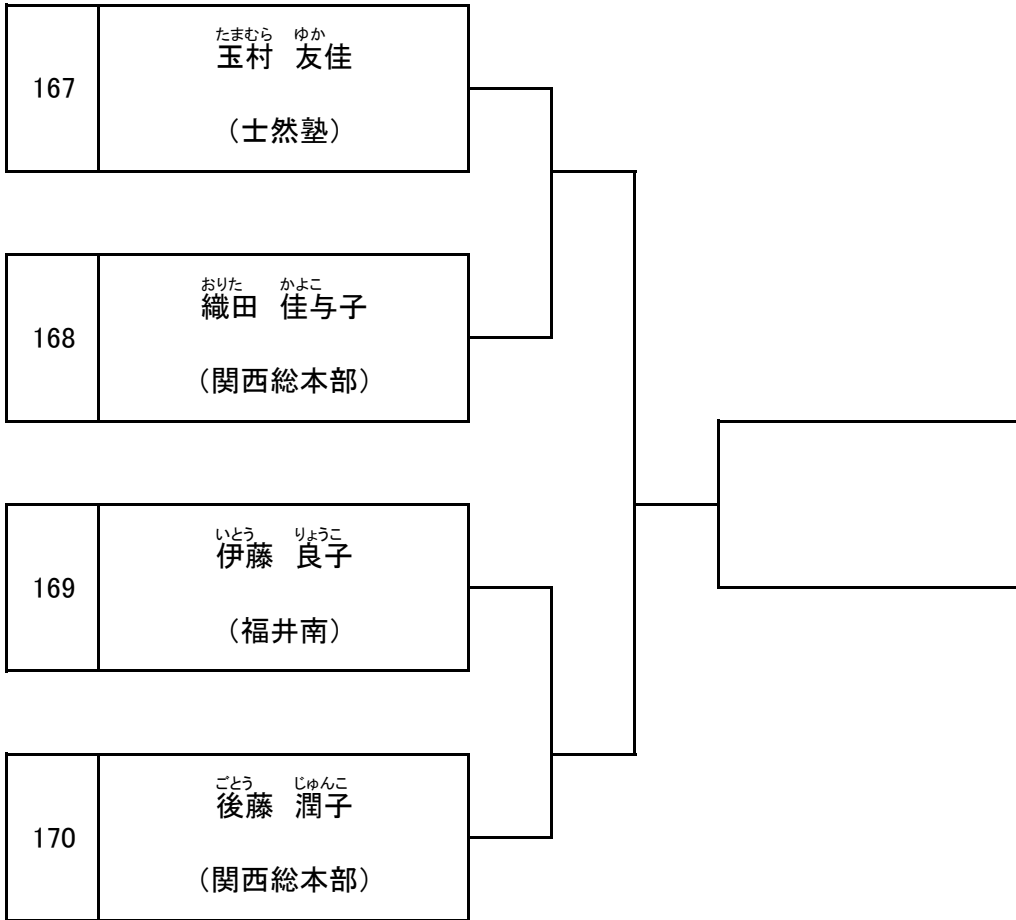 たまむら ゆか
167 玉村 友佳
(士然塾)
おりた かよこ
168 織田 佳与子
(関西総本部)
いとう りょうこ
169 伊藤 良子
(福井南)
ごとう じゅんこ
170 後藤 潤子
(関西総本部)